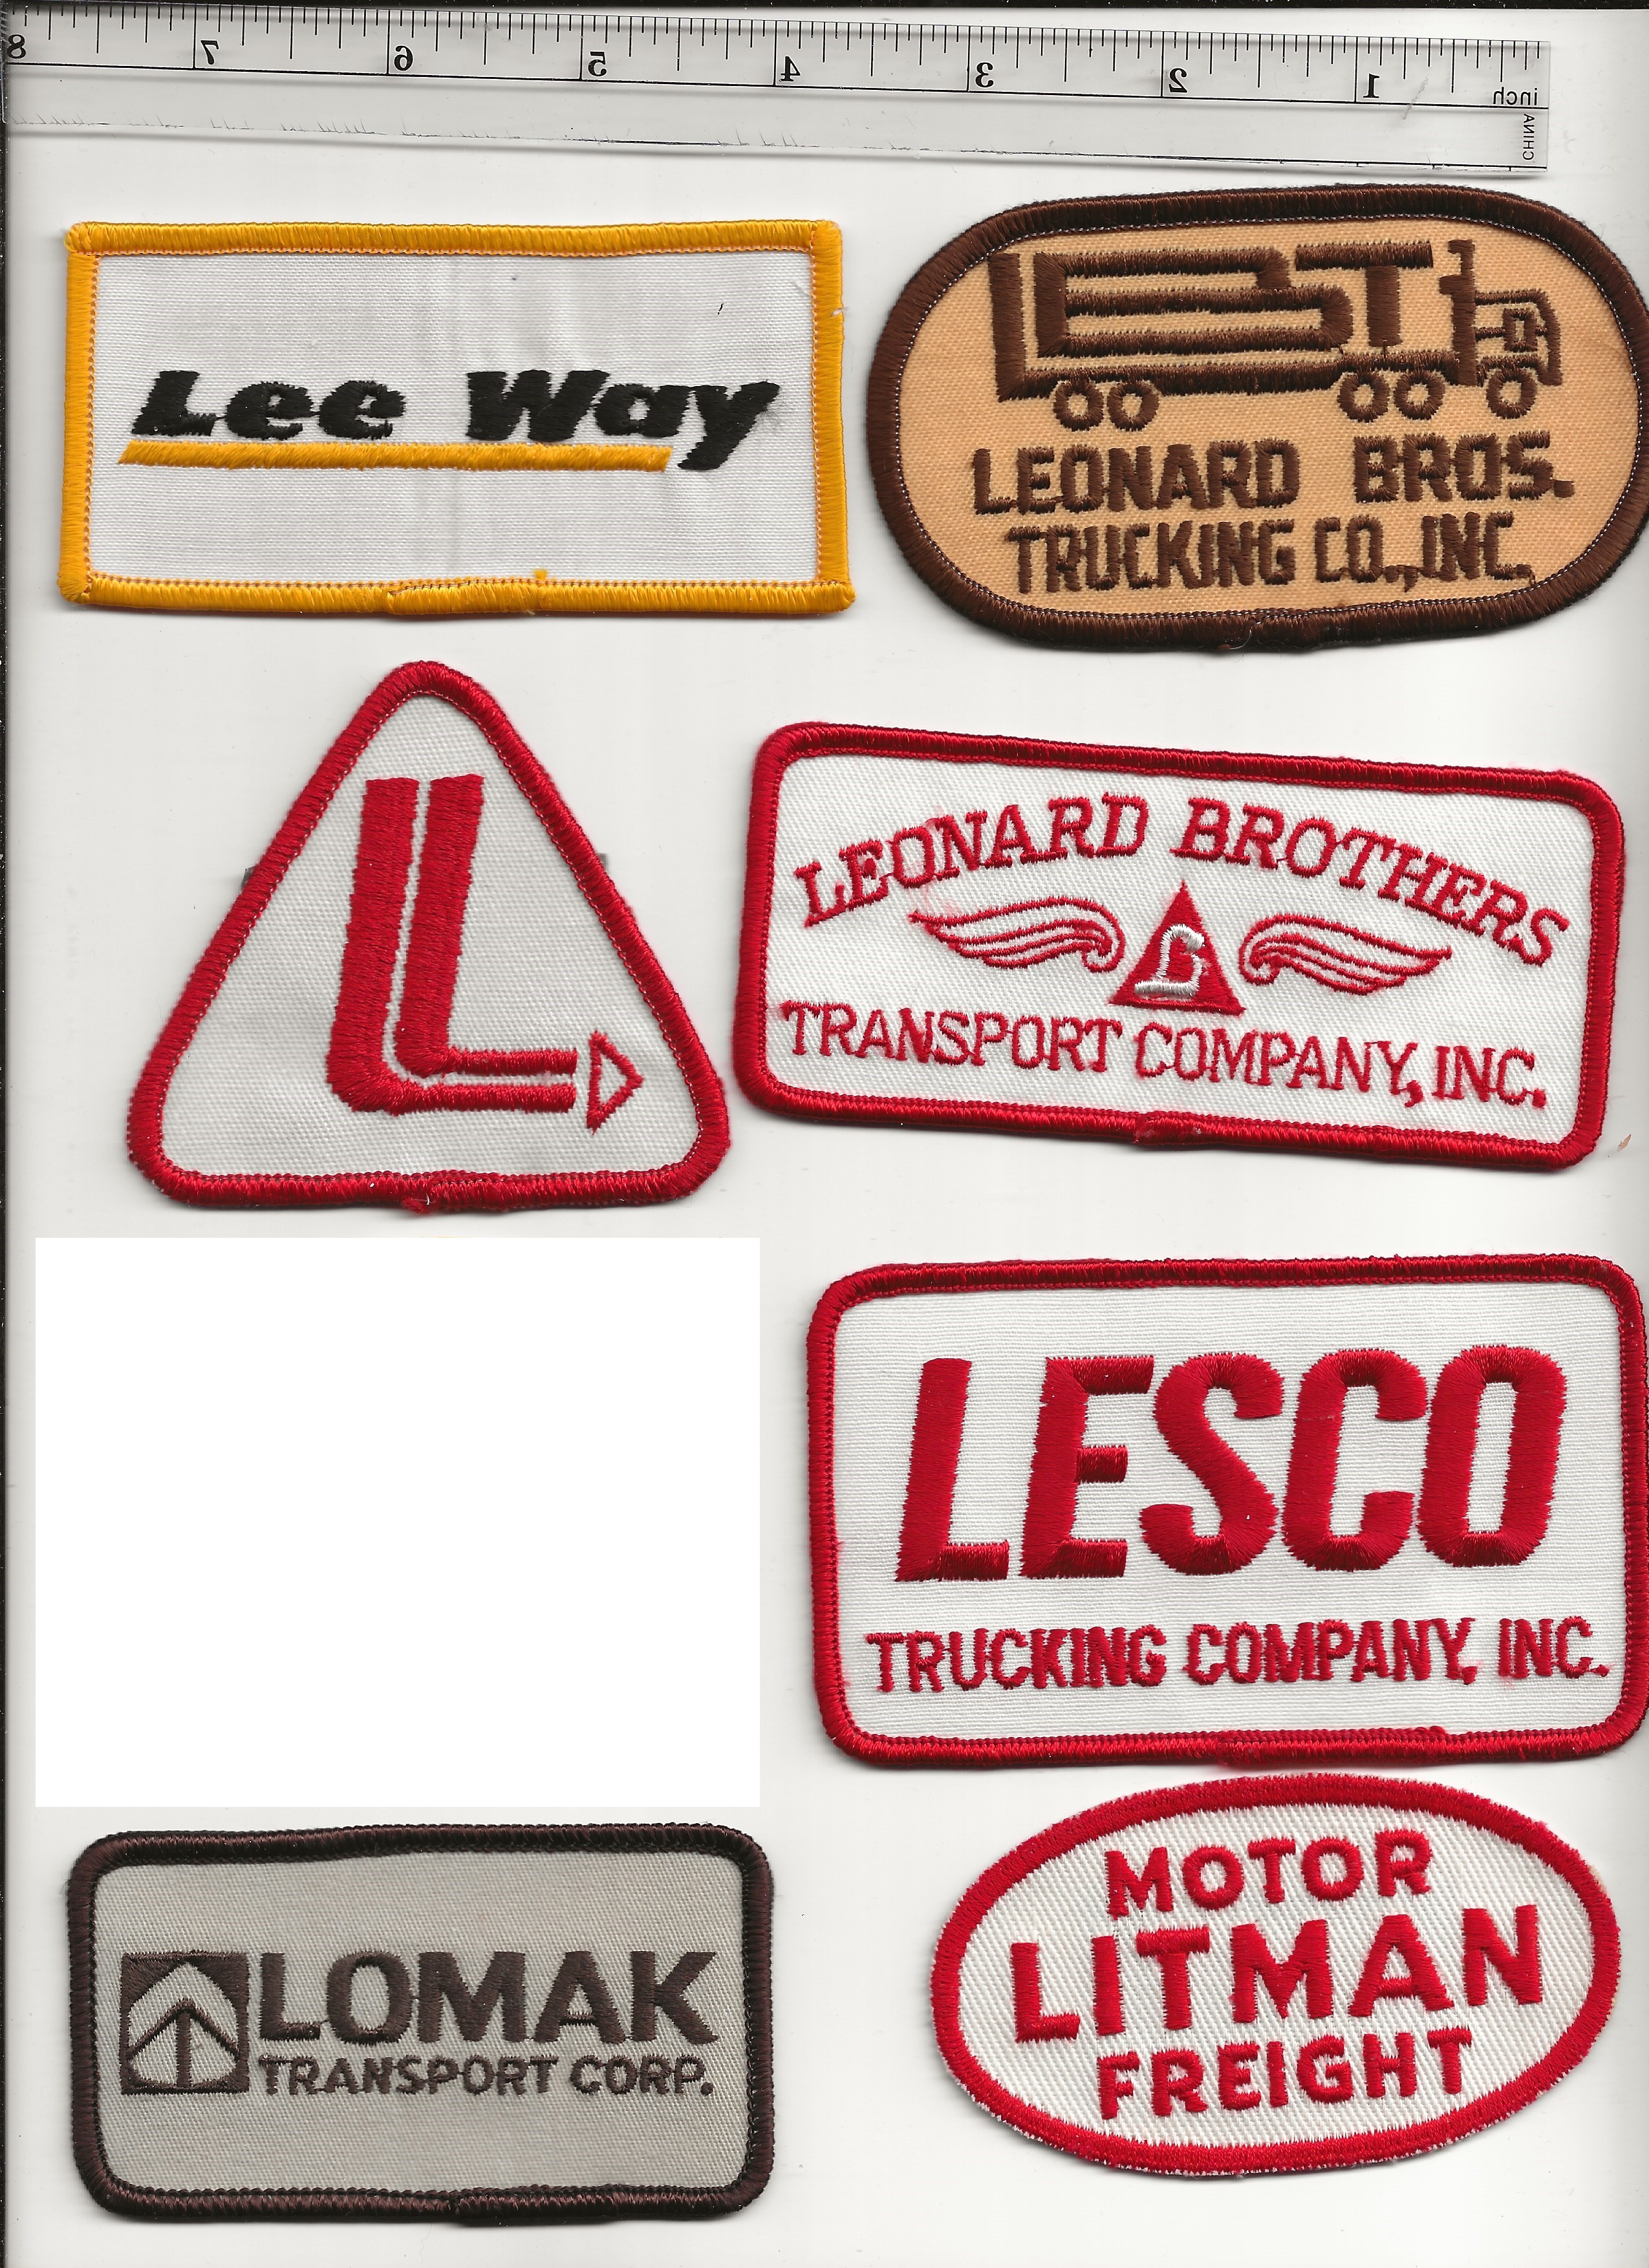 8 7 6 5 4 3 2 1
inch
CHINA
Lee Way
LBT
LEONARD BROS.
TRUCKING CO., INC.
L
LEONARD BROTHERS
L
TRANSPORT COMPANY, INC.
LESCO
TRUCKING COMPANY, INC.
LOMAK
TRANSPORT CORP.
MOTOR
LITMAN
FREIGHT